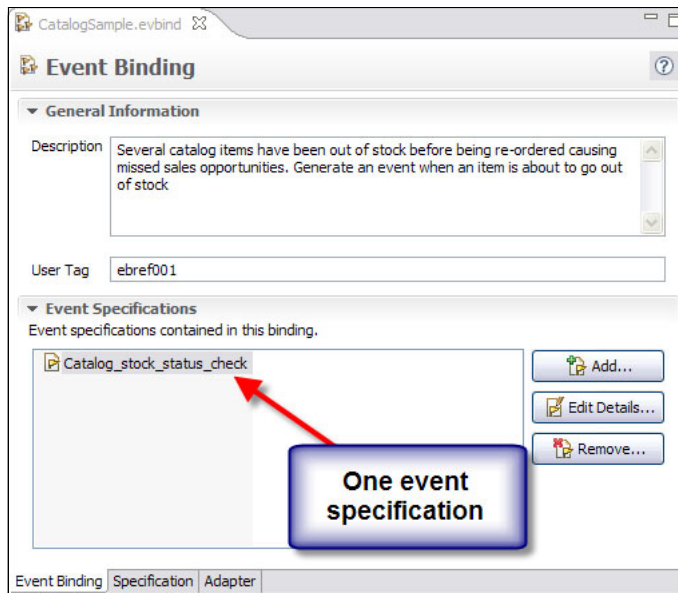 CatalogSample.evbind
Event Binding
General Information
Description
Several catalog items have been out of stock before being re-ordered causing
missed sales opportunities. Generate an event when an item is about to go out
of stock
User Tag
ebref001
Event Specifications
Event specifications contained in this binding.
Catalog_stock_status_check
Add...
Edit Details...
Remove...
One event
specification
Event Binding Specification Adapter